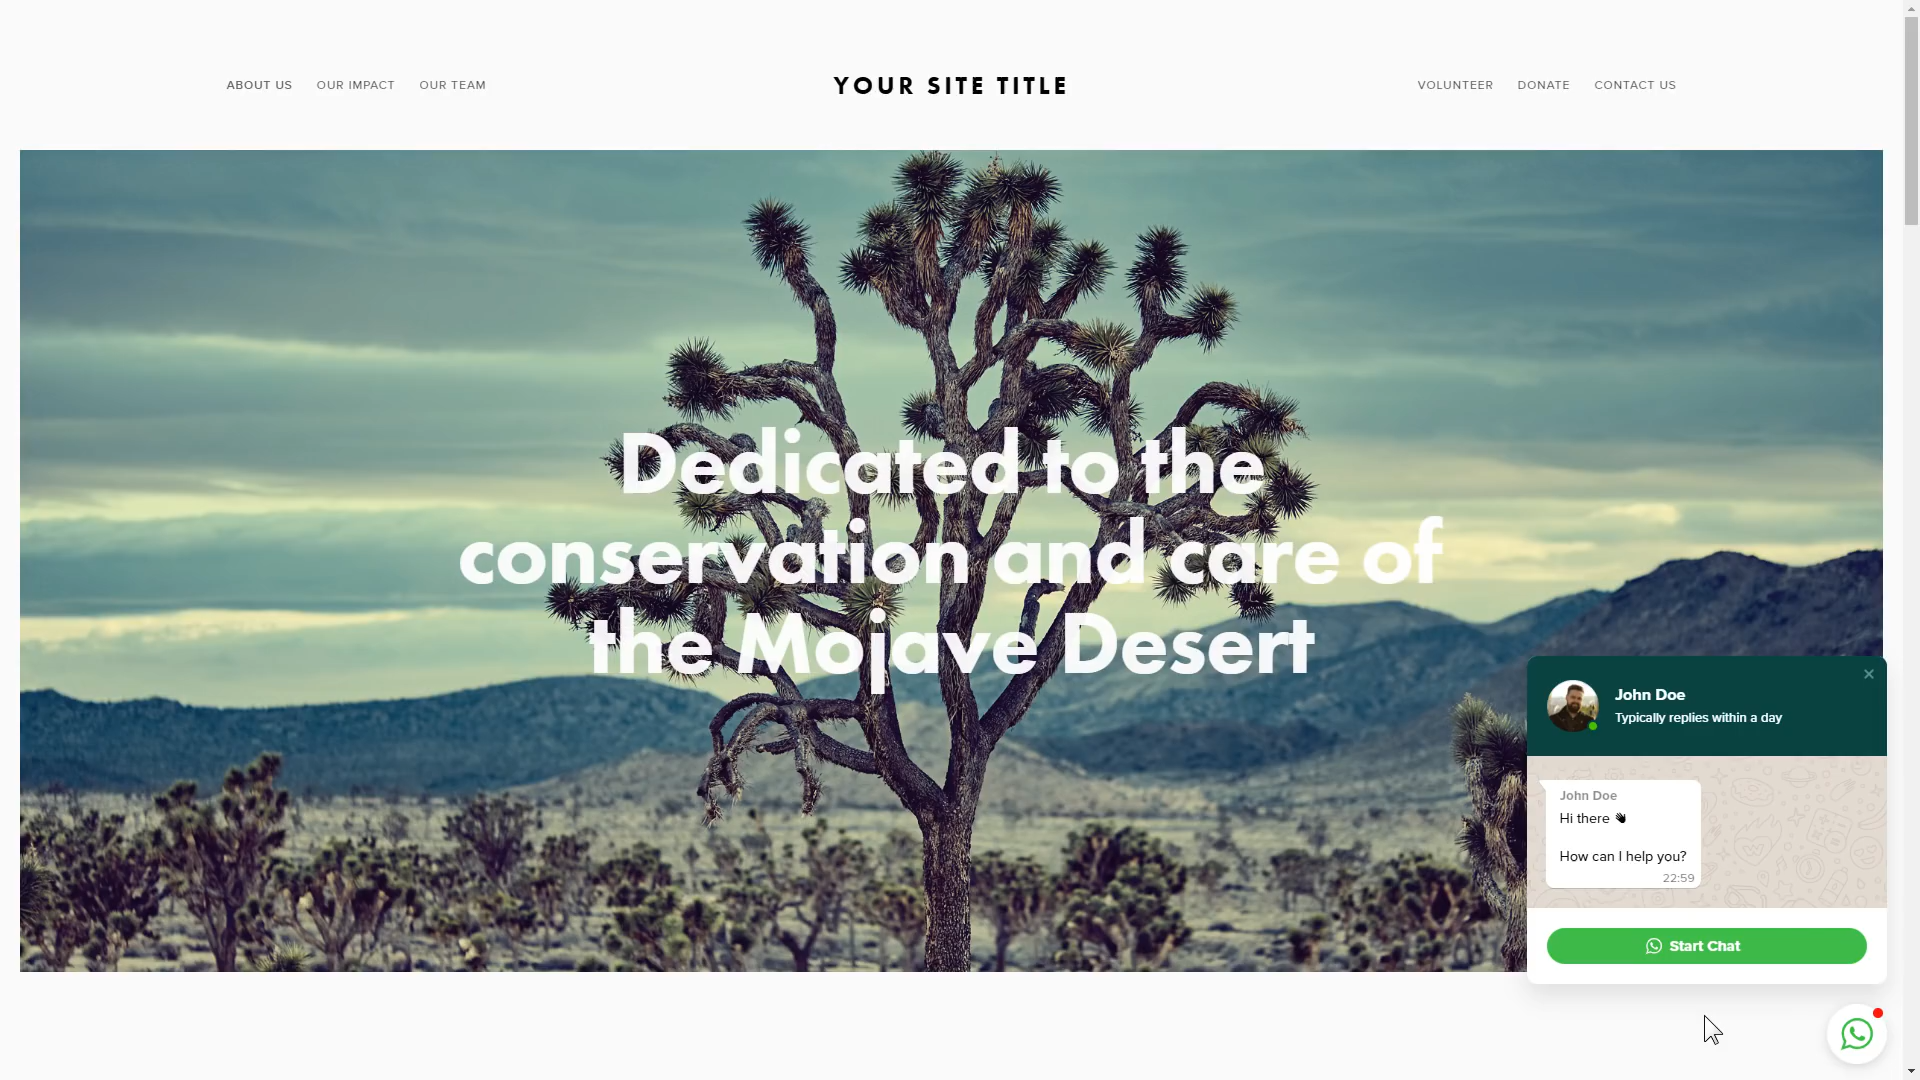 ABOUT US OUR IMPACT OUR TEAM YOUR SITE TITLE VOLUNTEER DONATE CONTACT US
Dedicated to the
conservation and care of
the Mojave Desert
John Doe
Typically replies within a day
John Doe
Hi there 👋
How can I help you?
22:59
Start Chat